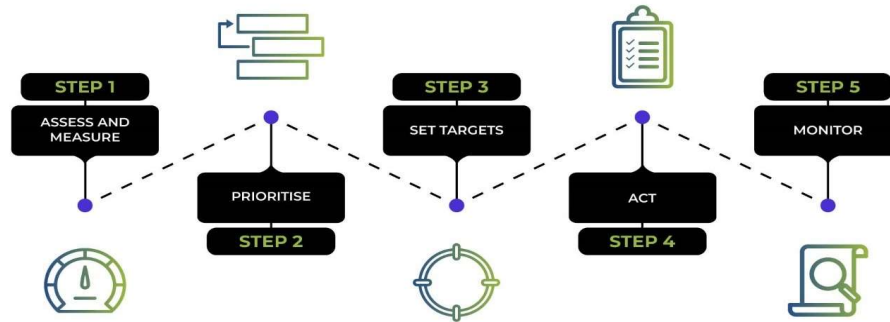 STEP 1
ASSESS AND
MEASURE
PRIORITISE
STEP 2
STEP 3
SET TARGETS
ACT
STEP 4
STEP 5
MONITOR